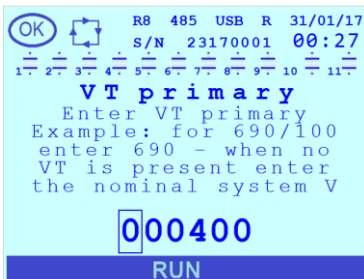 OK R8 485 USB R 31/01/17
S/N 23170001 00:27
1 2 3 4 5 6 7 8 9 10 11
VT primary
Enter VT primary
Example: for 690/100
enter 690 - when no
VT is present enter
the nominal system V
000400
RUN